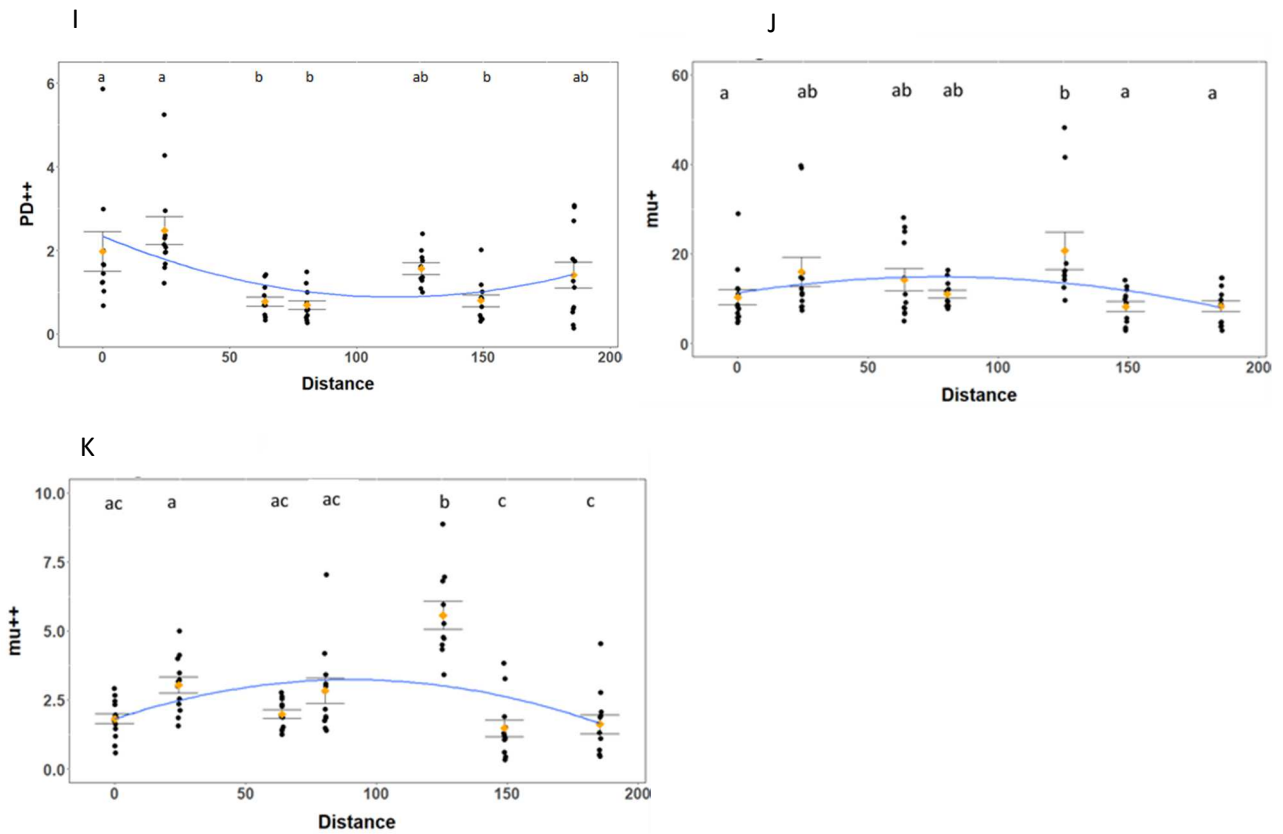 I
a a b b ab b ab
6
4
2
0
PD++
0 50 100 150 200
Distance
J
a ab ab ab b a a
60
40
20
0
mu+
0 50 100 150 200
Distance
K
ac a ac ac b c c
10.0
7.5
5.0
2.5
0.0
mu++
0 50 100 150 200
Distance